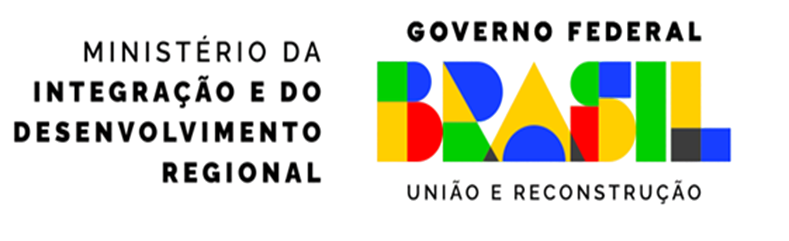 MINISTÉRIO DA
INTEGRAÇÃO E DO
DESENVOLVIMENTO
REGIONAL
GOVERNO FEDERAL
BRASIL
UNIÃO E RECONSTRUÇÃO